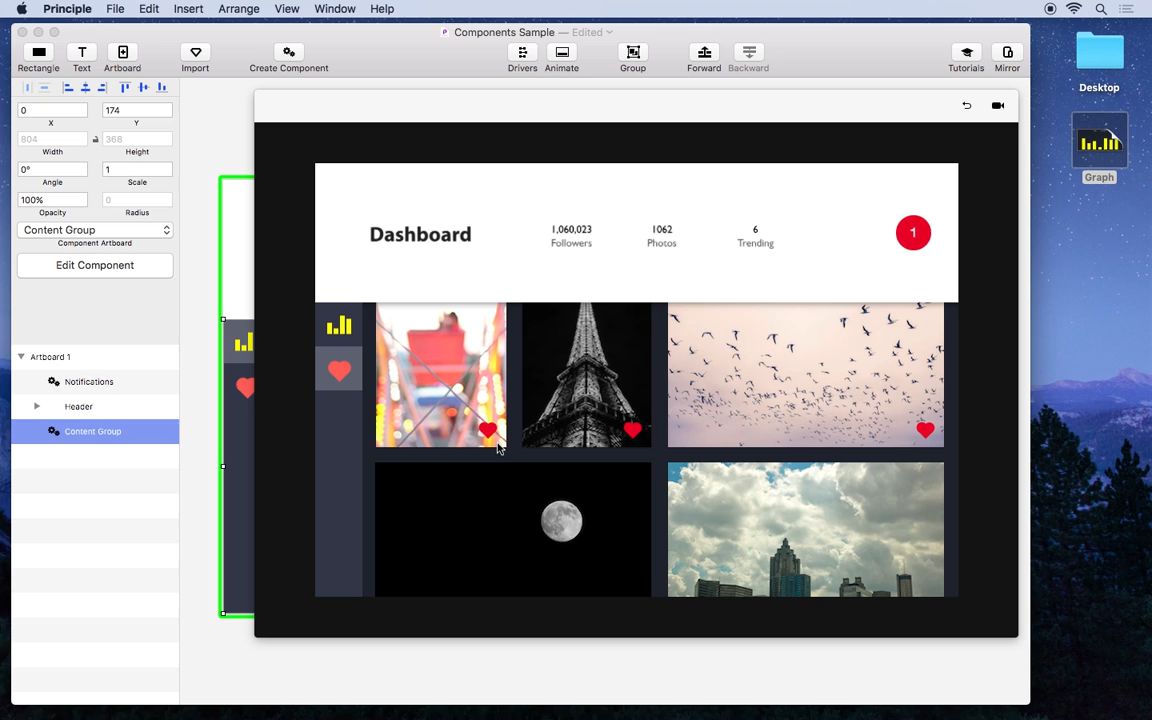 Principle File Edit Insert Arrange View Window Help
Components Sample — Edited
Rectangle Text Artboard Import Create Component Drivers Animate Group Forward Backward Tutorials Mirror
Desktop
Graph
0 174
X Y
804 368
Width Height
0° 1
Angle Scale
100% 0
Opacity Radius
Content Group
Component Artboard
Edit Component
Artboard 1
Notifications
Header
Content Group
Dashboard
1,060,023 1062 6
Followers Photos Trending
1